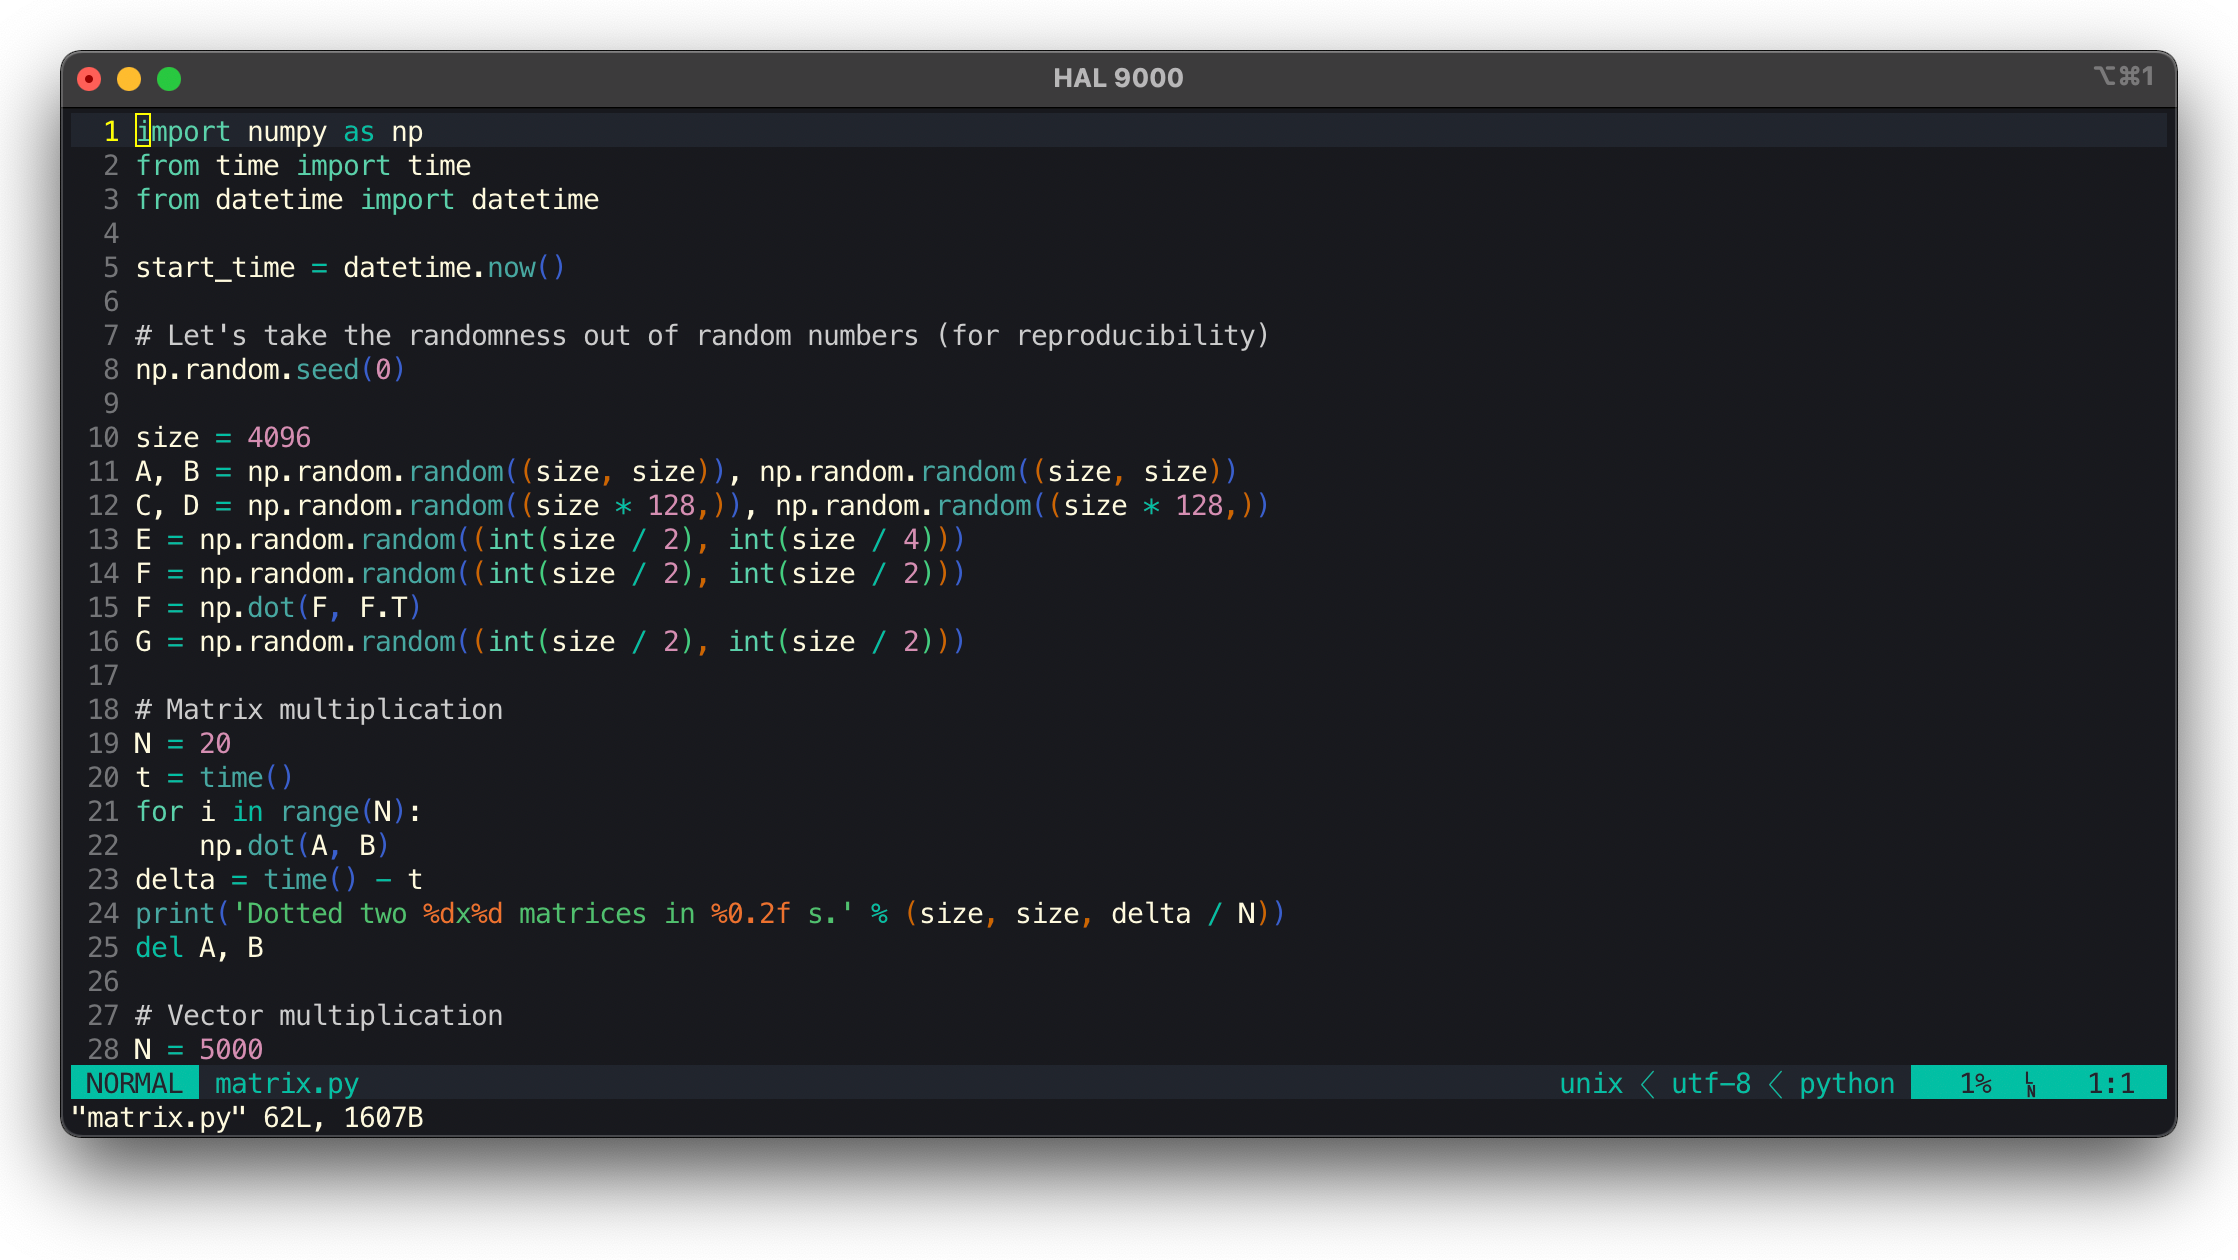 HAL 9000 ⌥⌘1
1 import numpy as np
2 from time import time
3 from datetime import datetime
4
5 start_time = datetime.now()
6
7 # Let's take the randomness out of random numbers (for reproducibility)
8 np.random.seed(0)
9
10 size = 4096
11 A, B = np.random.random((size, size)), np.random.random((size, size))
12 C, D = np.random.random((size * 128,)), np.random.random((size * 128,))
13 E = np.random.random((int(size / 2), int(size / 4)))
14 F = np.random.random((int(size / 2), int(size / 2)))
15 F = np.dot(F, F.T)
16 G = np.random.random((int(size / 2), int(size / 2)))
17
18 # Matrix multiplication
19 N = 20
20 t = time()
21 for i in range(N):
22     np.dot(A, B)
23 delta = time() - t
24 print('Dotted two %dx%d matrices in %0.2f s.' % (size, size, delta / N))
25 del A, B
26
27 # Vector multiplication
28 N = 5000
NORMAL matrix.py unix < utf-8 < python 1% LN 1:1
"matrix.py" 62L, 1607B